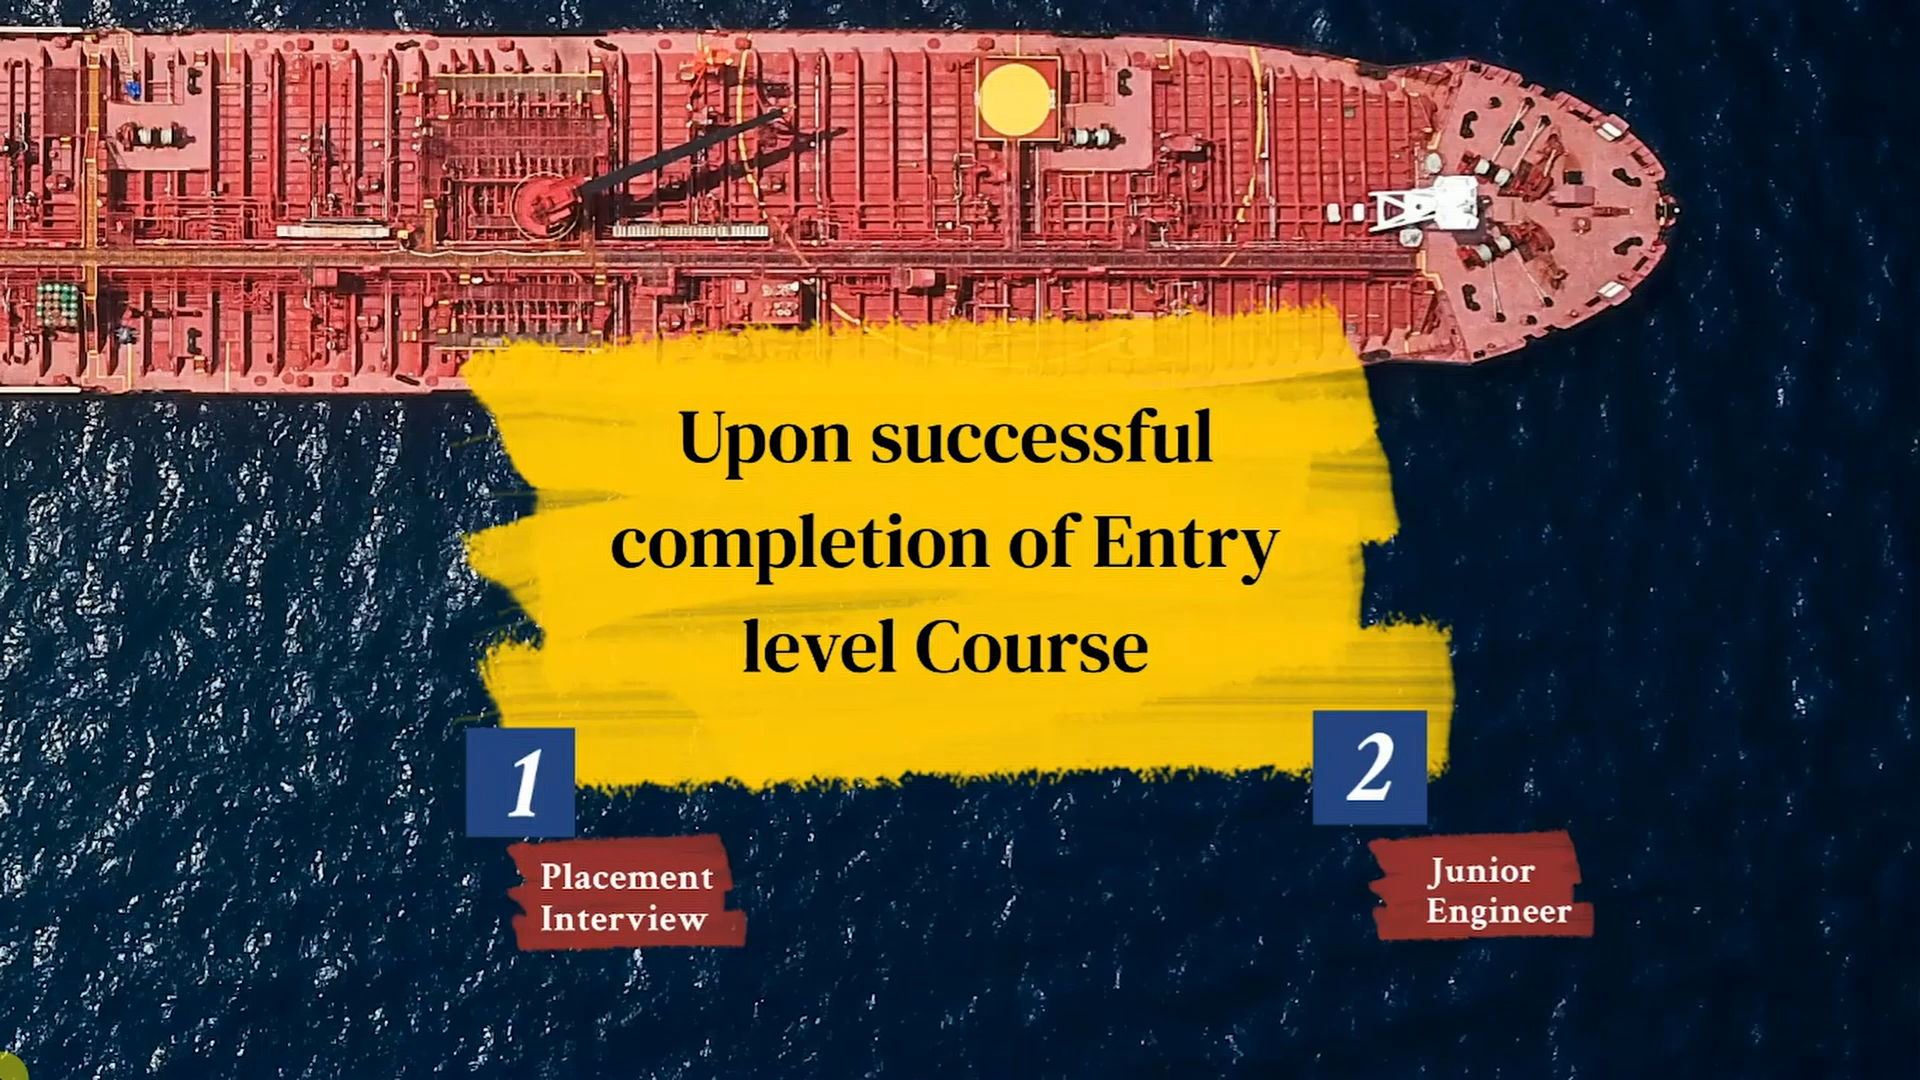 Upon successful
completion of Entry
level Course
1
Placement
Interview
2
Junior
Engineer